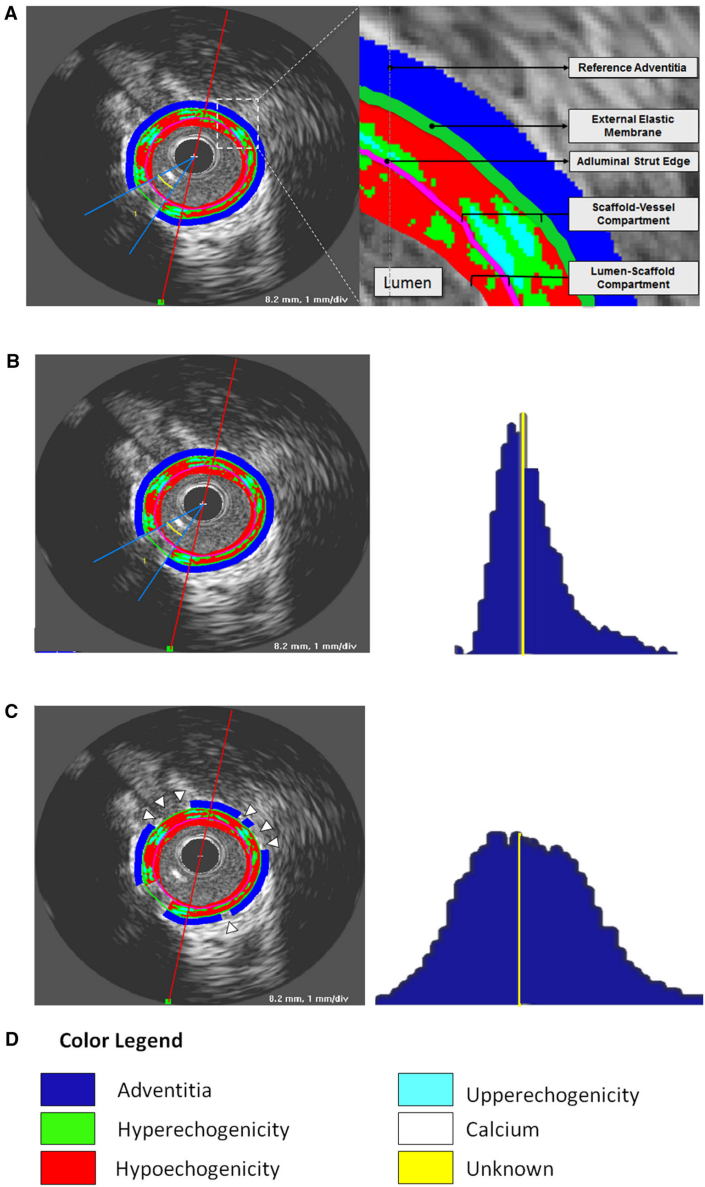 A
Reference Adventitia
External Elastic
Membrane
Adluminal Strut Edge
Scaffold-Vessel
Compartment
Lumen-Scaffold
Compartment
Lumen
1
8.2 mm, 1 mm/div
B
1
8.2 mm, 1 mm/div
C
8.2 mm, 1 mm/div
D
Color Legend
Adventitia
Hyperechogenicity
Hypoechogenicity
Upperechogenicity
Calcium
Unknown